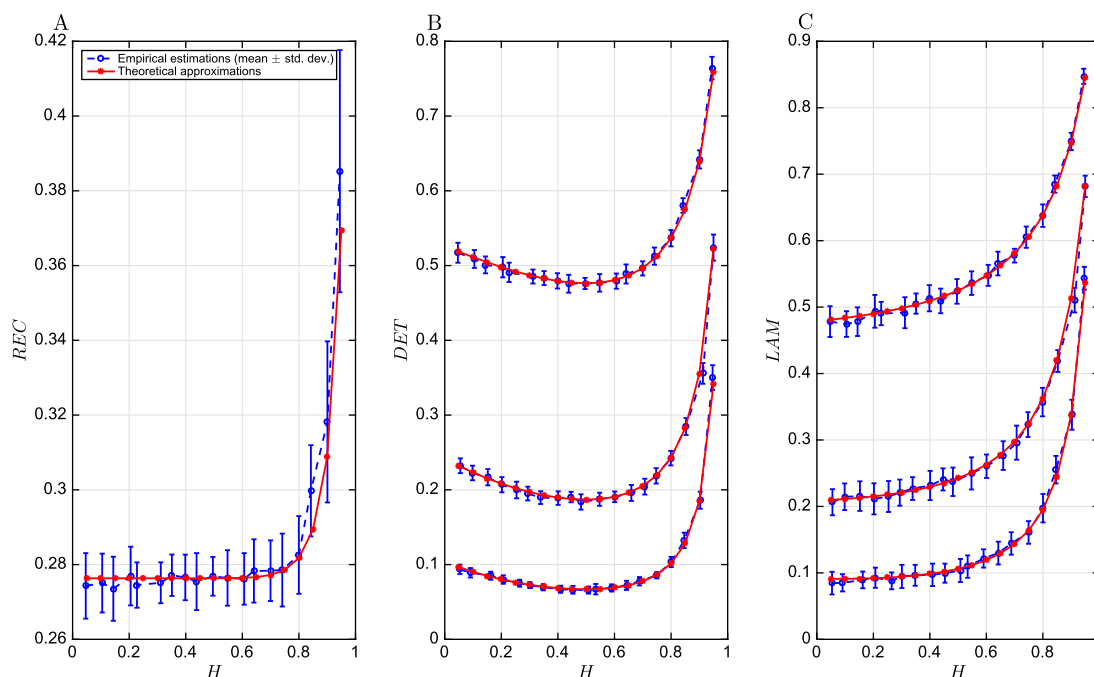 A
B
C
0.42
0.4
0.38
0.36
0.34
0.32
0.3
0.28
0.26
REC
Empirical estimations (mean ± std. dev.)
Theoretical approximations
0 0.2 0.4 0.6 0.8 1
H
0.8
0.7
0.6
0.5
0.4
0.3
0.2
0.1
0
DET
0 0.2 0.4 0.6 0.8 1
H
0.9
0.8
0.7
0.6
0.5
0.4
0.3
0.2
0.1
0
LAM
0 0.2 0.4 0.6 0.8 1
H